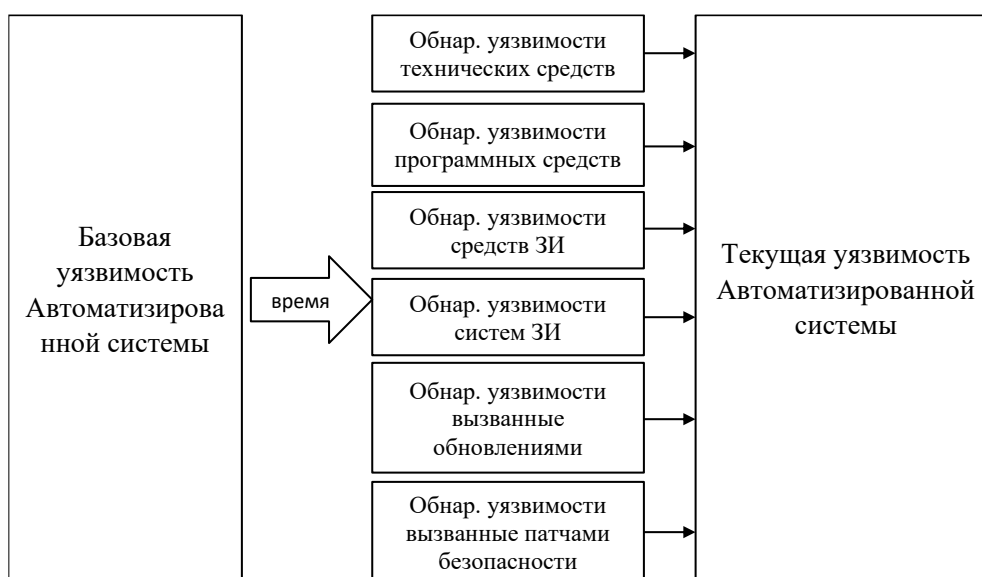 Базовая
уязвимость
Автоматизирова
нной системы
время
Обнар. уязвимости
технических средств
Обнар. уязвимости
программных средств
Обнар. уязвимости
средств ЗИ
Обнар. уязвимости
систем ЗИ
Обнар. уязвимости
вызванные
обновлениями
Обнар. уязвимости
вызванные патчами
безопасности
Текущая уязвимость
Автоматизированной
системы